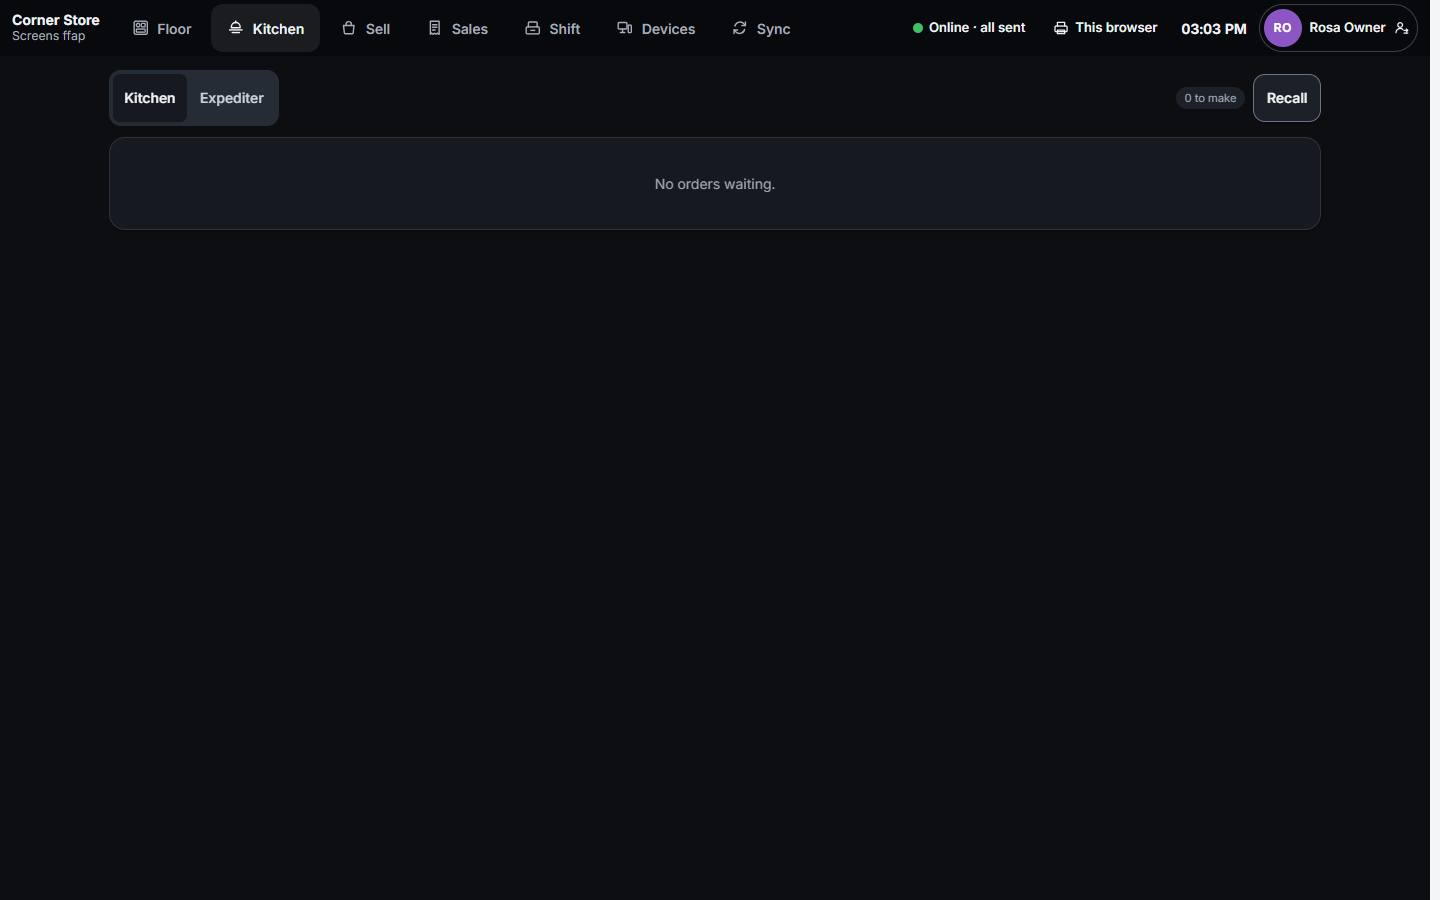 Corner Store
Screens ffap
Floor
Kitchen
Sell
Sales
Shift
Devices
Sync
Online · all sent
This browser
03:03 PM
RO
Rosa Owner
Kitchen
Expediter
0 to make
Recall
No orders waiting.